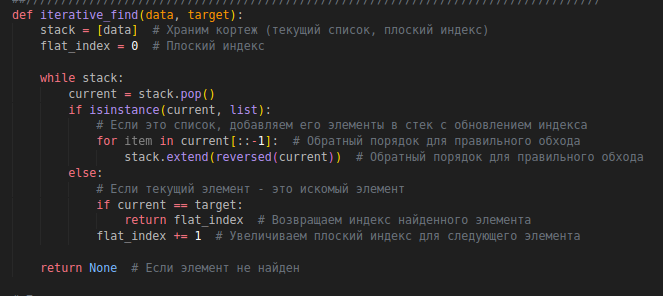 def iterative_find(data, target):
    stack = [data]  # Храним кортеж (текущий список, плоский индекс)
    flat_index = 0  # Плоский индекс
    while stack:
        current = stack.pop()
        if isinstance(current, list):
            # Если это список, добавляем его элементы в стек с обновлением индекса
            for item in current[::-1]:  # Обратный порядок для правильного обхода
                stack.extend(reversed(current))  # Обратный порядок для правильного обхода
        else:
            # Если текущий элемент - это искомый элемент
            if current == target:
                return flat_index  # Возвращаем индекс найденного элемента
            flat_index += 1  # Увеличиваем плоский индекс для следующего элемента
    return None  # Если элемент не найден